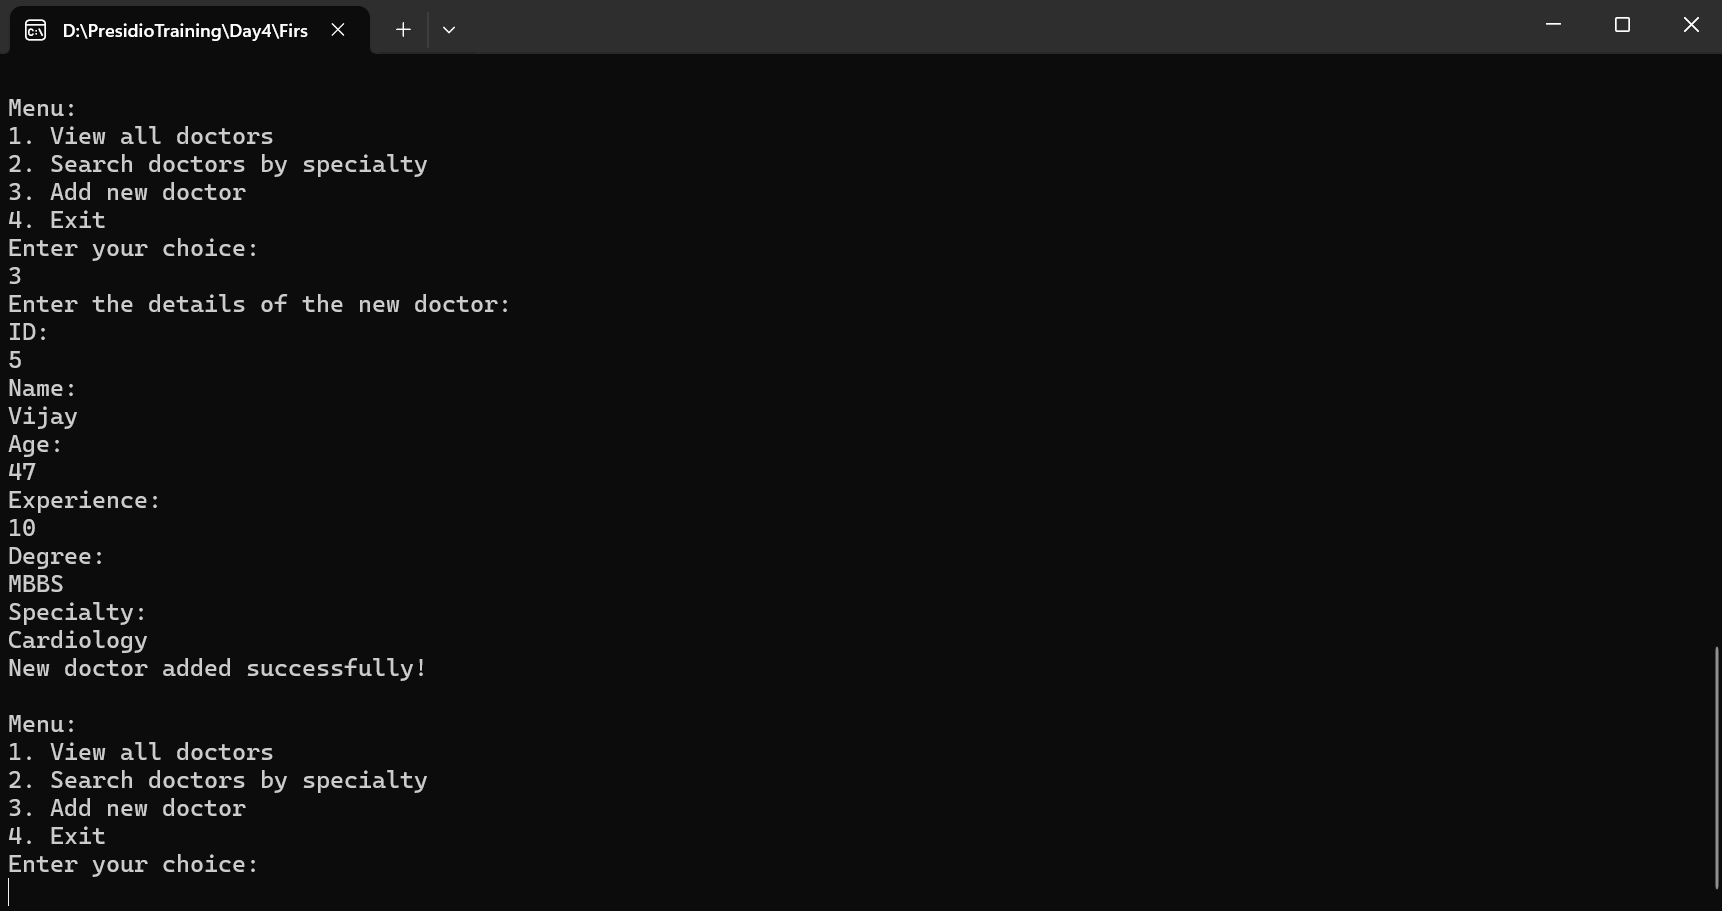 D:\PresidioTraining\Day4\Firs
Menu:
1. View all doctors
2. Search doctors by specialty
3. Add new doctor
4. Exit
Enter your choice:
3
Enter the details of the new doctor:
ID:
5
Name:
Vijay
Age:
47
Experience:
10
Degree:
MBBS
Specialty:
Cardiology
New doctor added successfully!
Menu:
1. View all doctors
2. Search doctors by specialty
3. Add new doctor
4. Exit
Enter your choice: